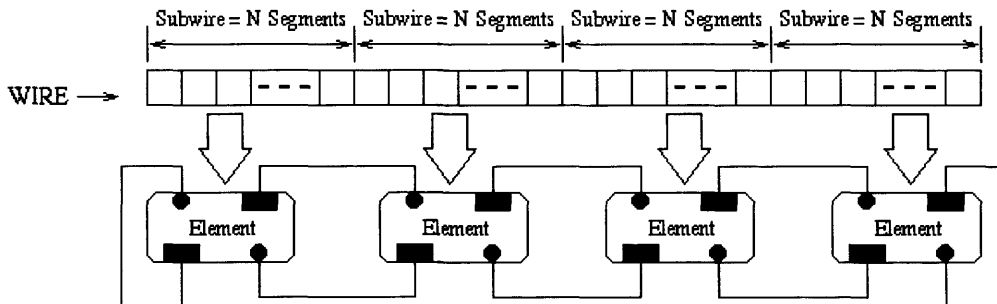 Subwire = N Segments Subwire = N Segments Subwire = N Segments Subwire = N Segments
WIRE
Element Element Element Element